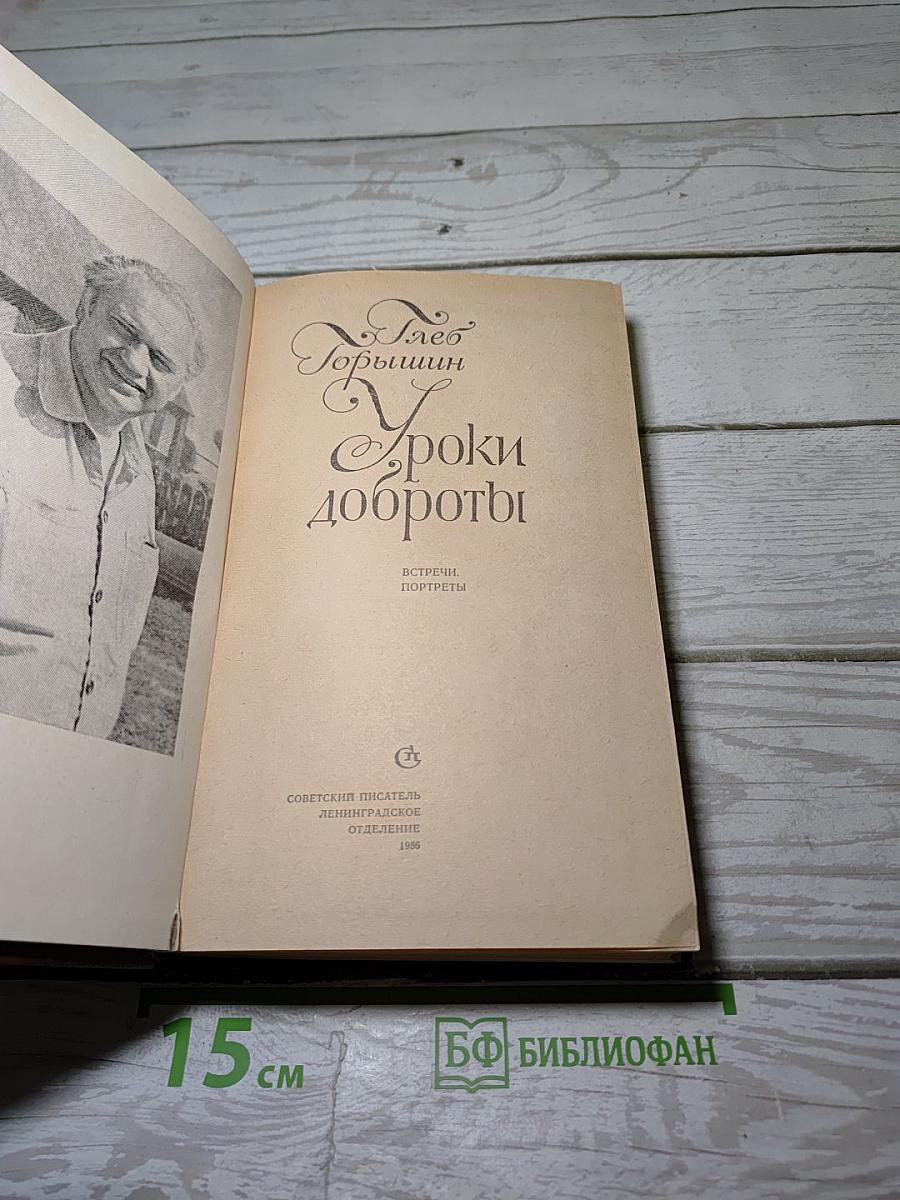 Глеб
Горышин
Уроки
доброты
ВСТРЕЧИ.
ПОРТРЕТЫ
СОВЕТСКИЙ ПИСАТЕЛЬ
ЛЕНИНГРАДСКОЕ
ОТДЕЛЕНИЕ
1986
15 см
БФ БИБЛИОФАН